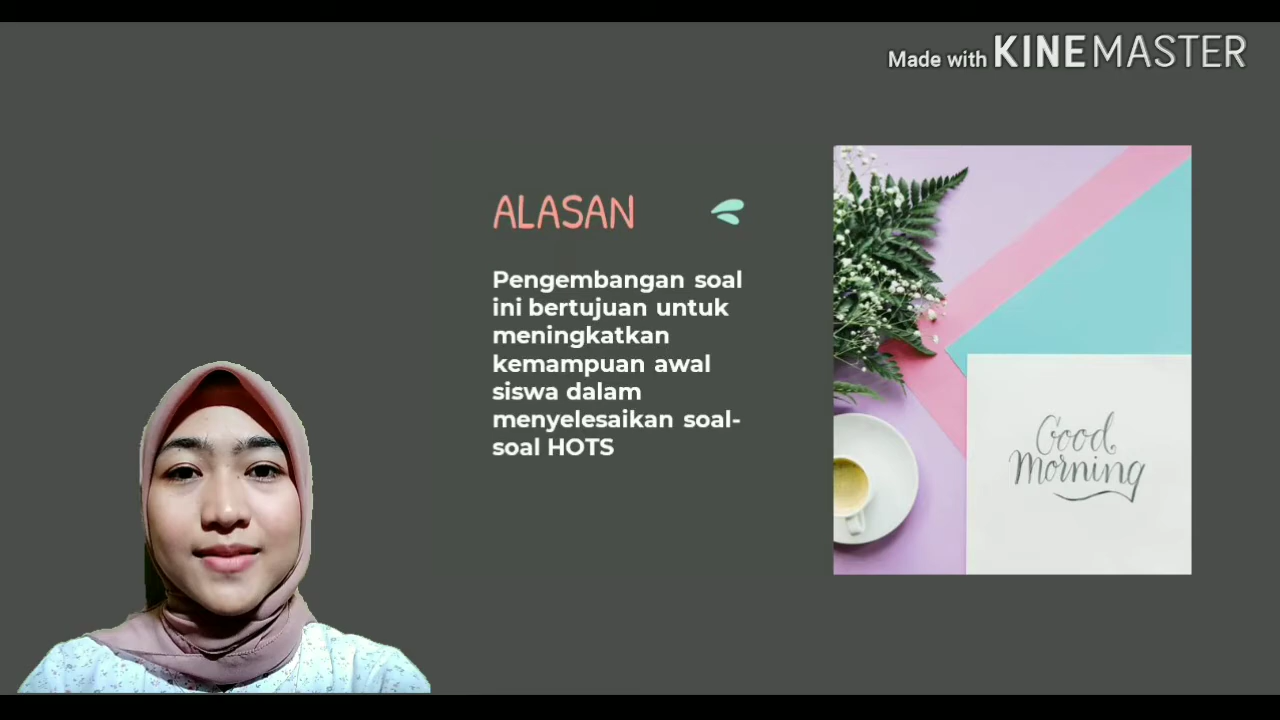 Made with KINEMASTER
ALASAN
Pengembangan soal
ini bertujuan untuk
meningkatkan
kemampuan awal
siswa dalam
menyelesaikan soal-
soal HOTS
Good
Morning